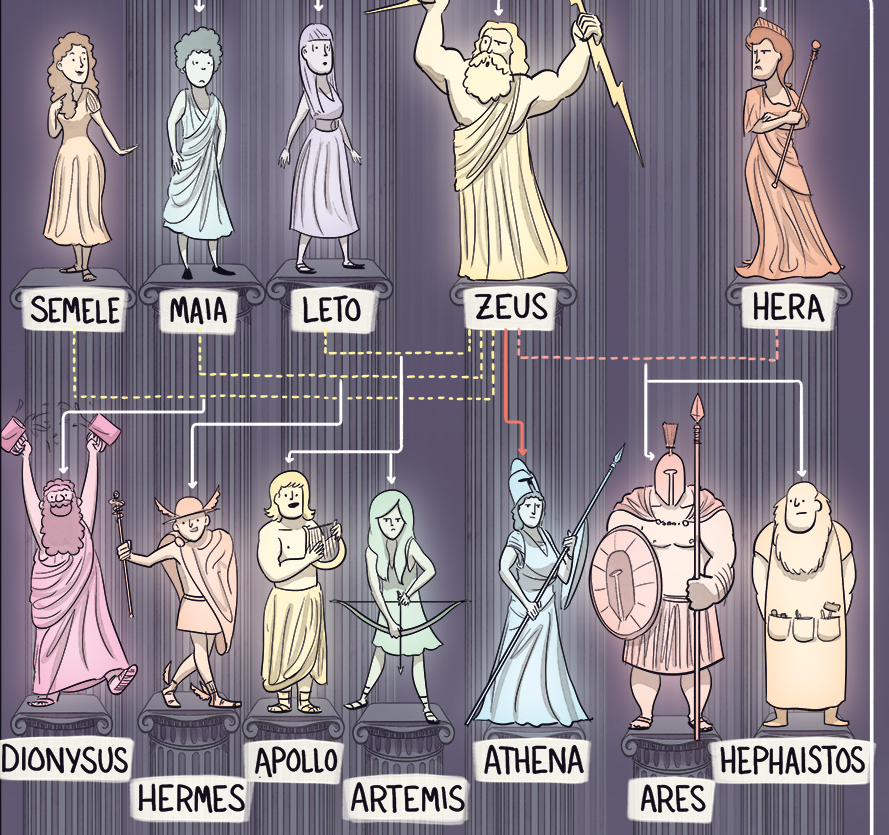 SEMELE
MAIA
LETO
ZEUS
HERA
DIONYSUS
HERMES
APOLLO
ARTEMIS
ATHENA
ARES
HEPHAISTOS